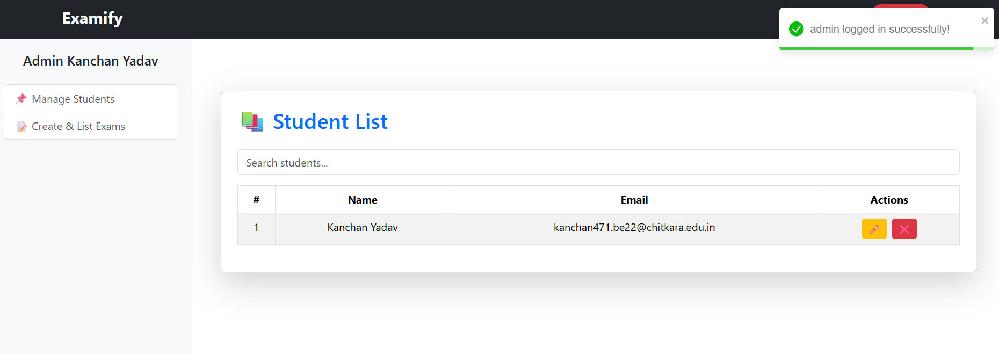 Examify
admin logged in successfully!
Admin Kanchan Yadav
Manage Students
Create & List Exams
Student List
Search students...
# Name Email Actions
1 Kanchan Yadav kanchan471.be22@chitkara.edu.in